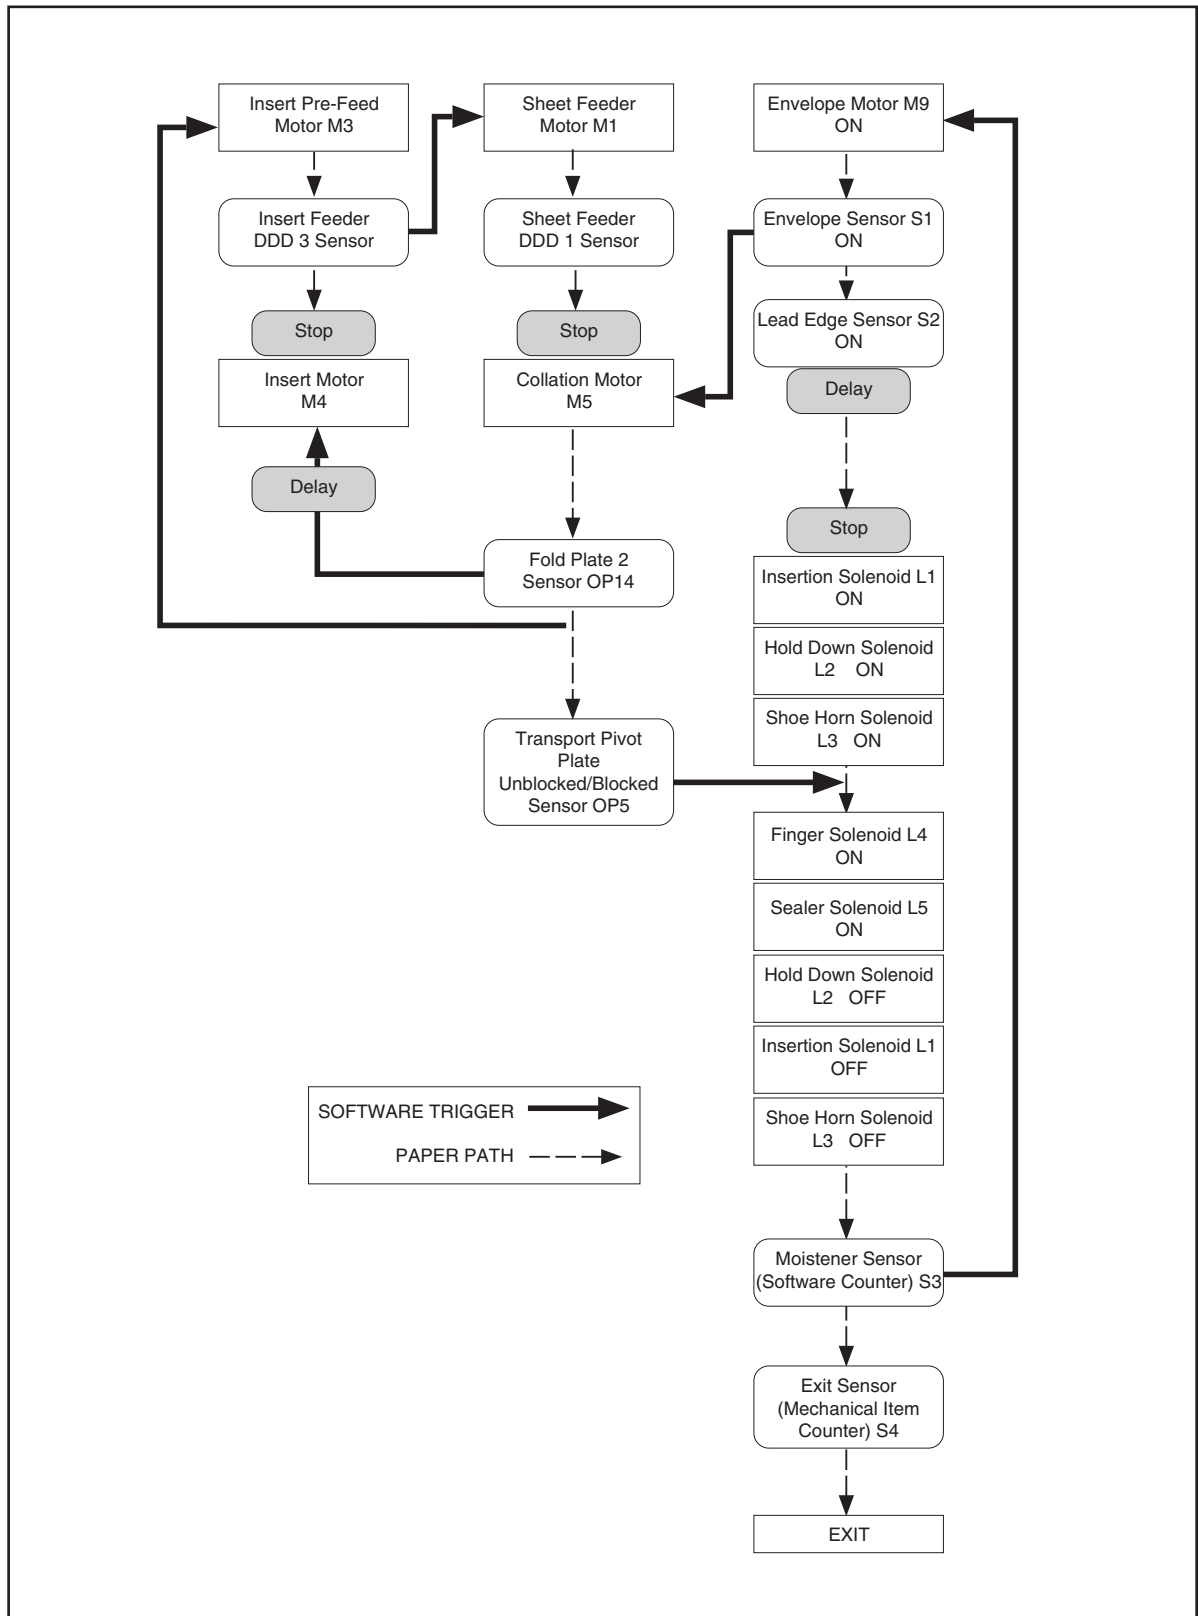 Insert Pre-Feed
Motor M3
Insert Feeder
DDD 3 Sensor
Stop
Insert Motor
M4
Delay
Sheet Feeder
Motor M1
Sheet Feeder
DDD 1 Sensor
Stop
Collation Motor
M5
Fold Plate 2
Sensor OP14
Transport Pivot
Plate
Unblocked/Blocked
Sensor OP5
Envelope Motor M9
ON
Envelope Sensor S1
ON
Lead Edge Sensor S2
ON
Delay
Stop
Insertion Solenoid L1
ON
Hold Down Solenoid
L2 ON
Shoe Horn Solenoid
L3 ON
Finger Solenoid L4
ON
Sealer Solenoid L5
ON
Hold Down Solenoid
L2 OFF
Insertion Solenoid L1
OFF
Shoe Horn Solenoid
L3 OFF
Moistener Sensor
(Software Counter) S3
Exit Sensor
(Mechanical Item
Counter) S4
EXIT
SOFTWARE TRIGGER
PAPER PATH